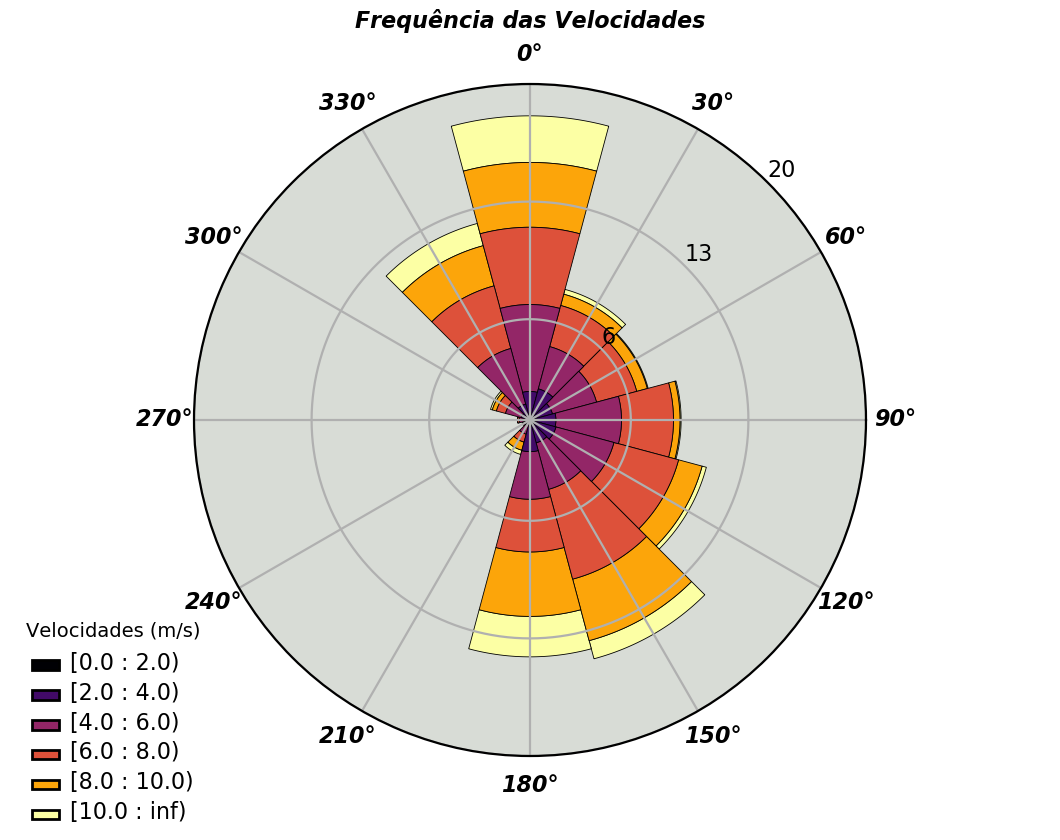 Frequência das Velocidades
0°
330°
30°
20
300°
60°
13
6
270°
90°
240°
120°
210°
150°
180°
Velocidades (m/s)
[0.0 : 2.0)
[2.0 : 4.0)
[4.0 : 6.0)
[6.0 : 8.0)
[8.0 : 10.0)
[10.0 : inf)